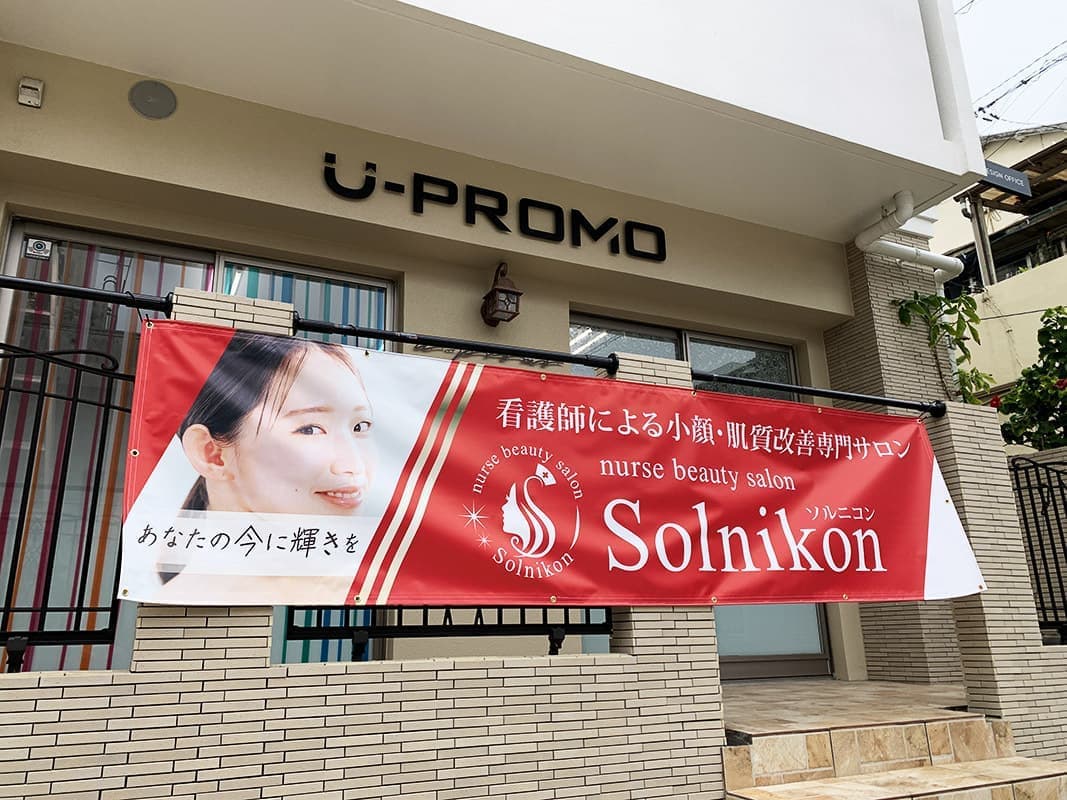 U-PROMO
ESIGN OFFICE
看護師による小顔・肌質改善専門サロン
nurse beauty salon
ソルニコン
Solnikon
nurse beauty salon
Solnikon
あなたの今に輝きを